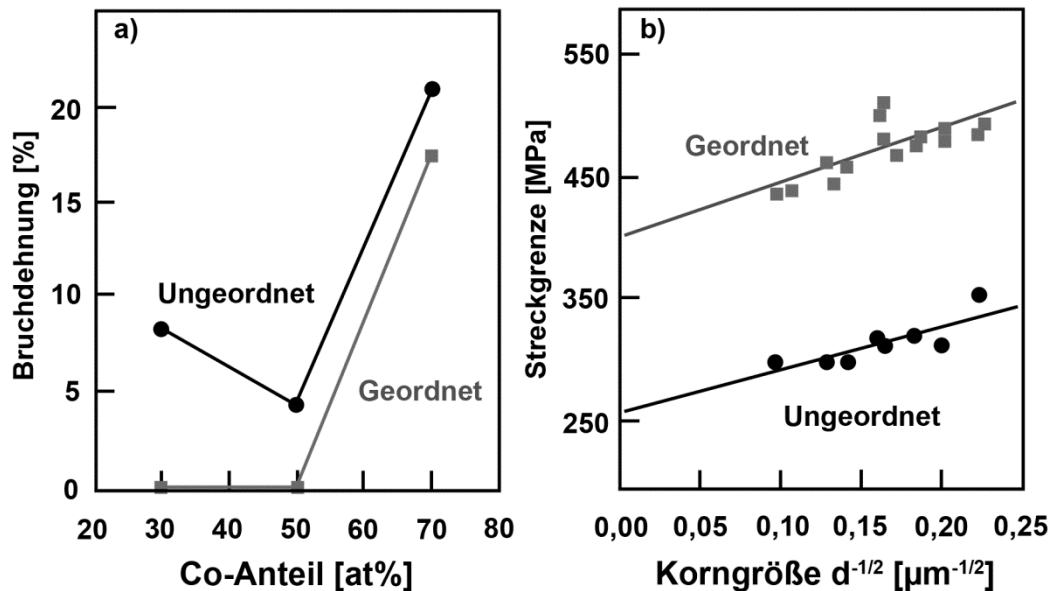 a)
Bruchdehnung [%]
20
15
10
5
0
Ungeordnet
Geordnet
20 30 40 50 60 70 80
Co-Anteil [at%]
b)
Streckgrenze [MPa]
550
450
350
250
Geordnet
Ungeordnet
0,00 0,05 0,10 0,15 0,20 0,25
Korngröße d⁻¹/² [µm⁻¹/²]